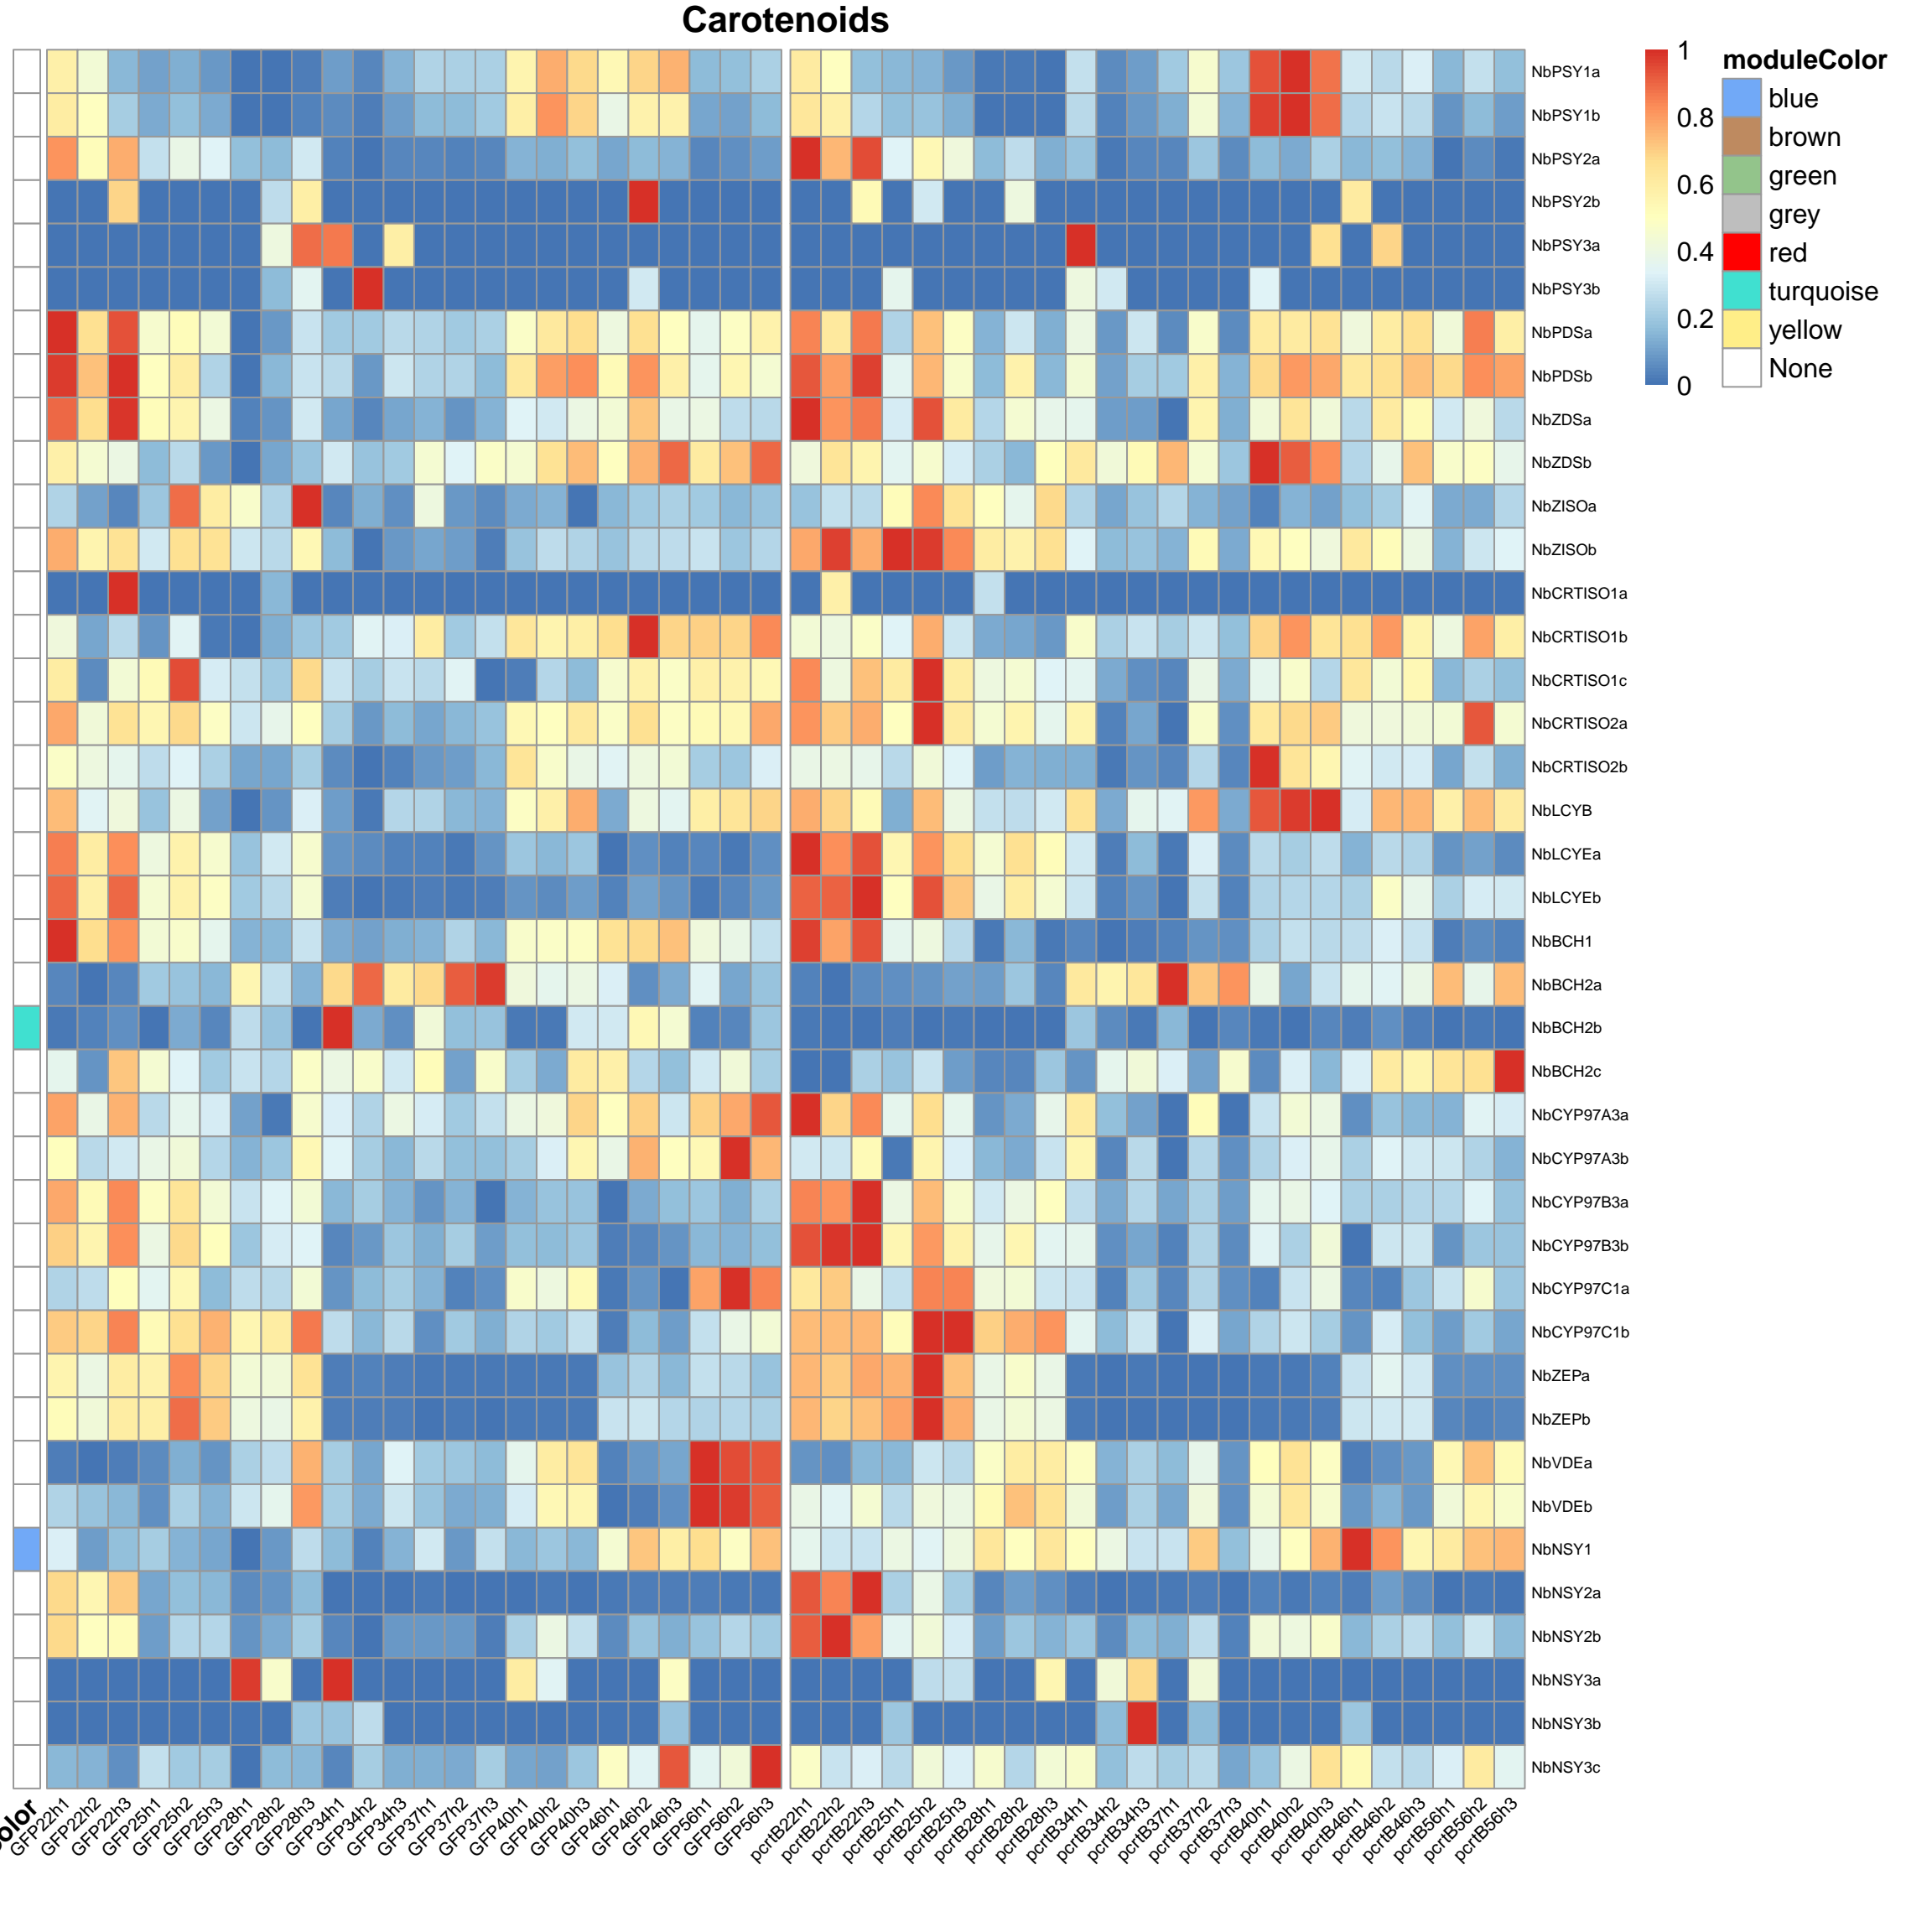 Carotenoids
NbPSY1a
NbPSY1b
NbPSY2a
NbPSY2b
NbPSY3a
NbPSY3b
NbPDSa
NbPDSb
NbZDSa
NbZDSb
NbZISOa
NbZISOb
NbCRTISO1a
NbCRTISO1b
NbCRTISO1c
NbCRTISO2a
NbCRTISO2b
NbLCYB
NbLCYEa
NbLCYEb
NbBCH1
NbBCH2a
NbBCH2b
NbBCH2c
NbCYP97A3a
NbCYP97A3b
NbCYP97B3a
NbCYP97B3b
NbCYP97C1a
NbCYP97C1b
NbZEPa
NbZEPb
NbVDEa
NbVDEb
NbNSY1
NbNSY2a
NbNSY2b
NbNSY3a
NbNSY3b
NbNSY3c
1
0.8
0.6
0.4
0.2
0
moduleColor
blue
brown
green
grey
red
turquoise
yellow
None
olor
GFP22h1
GFP22h2
GFP22h3
GFP25h1
GFP25h2
GFP25h3
GFP28h1
GFP28h2
GFP28h3
GFP34h1
GFP34h2
GFP34h3
GFP37h1
GFP37h2
GFP37h3
GFP40h1
GFP40h2
GFP40h3
GFP46h1
GFP46h2
GFP46h3
GFP56h1
GFP56h2
GFP56h3
pcrtB22h1
pcrtB22h2
pcrtB22h3
pcrtB25h1
pcrtB25h2
pcrtB25h3
pcrtB28h1
pcrtB28h2
pcrtB28h3
pcrtB34h1
pcrtB34h2
pcrtB34h3
pcrtB37h1
pcrtB37h2
pcrtB37h3
pcrtB40h1
pcrtB40h2
pcrtB40h3
pcrtB46h1
pcrtB46h2
pcrtB46h3
pcrtB56h1
pcrtB56h2
pcrtB56h3